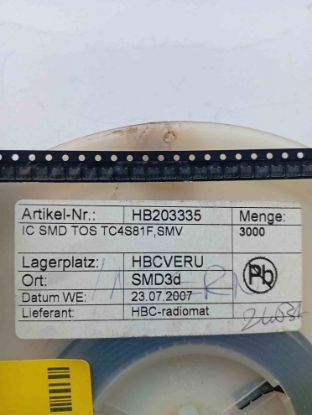 Artikel-Nr.: HB203335 Menge:
IC SMD TOS TC4S81F,SMV 3000
Lagerplatz: HBCVERU
Ort: SMD3d Pb
Datum WE: 23.07.2007
Lieferant: HBC-radiomat